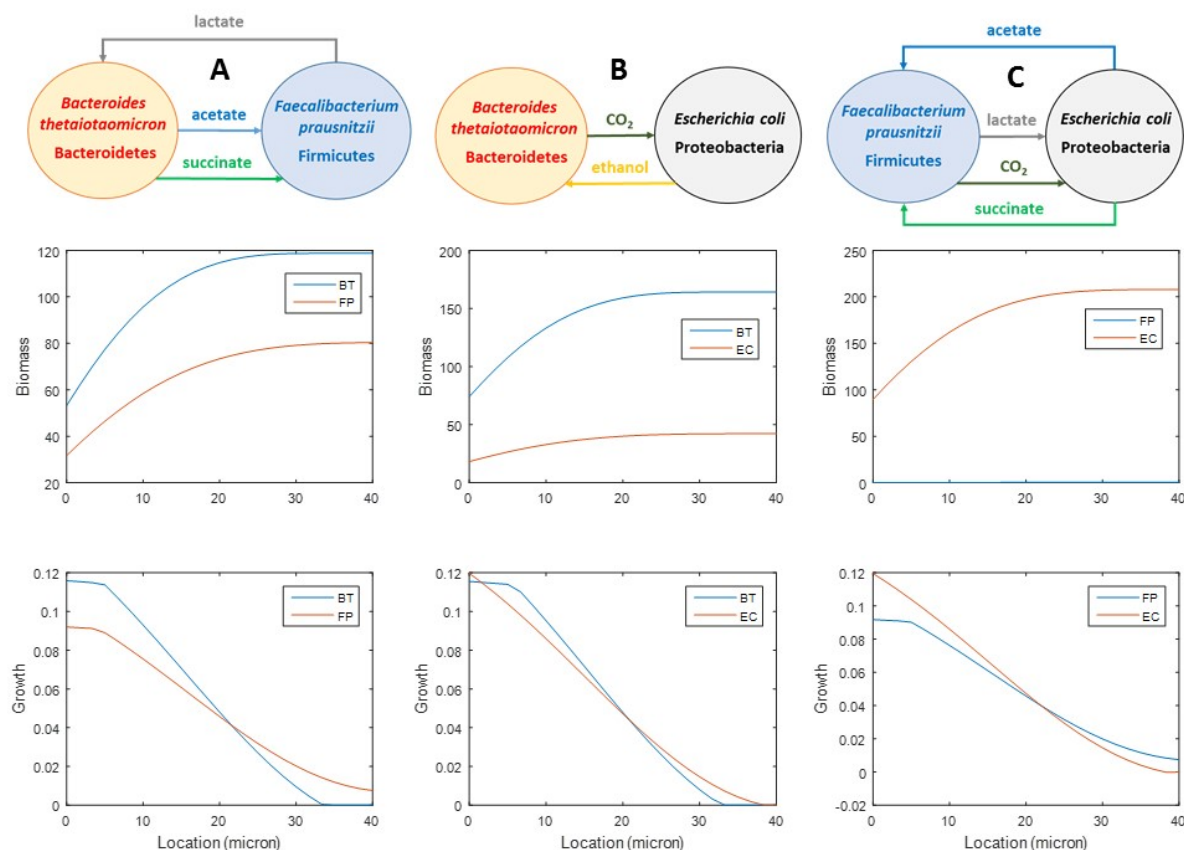 lactate
A
Bacteroides
thetaiotaomicron
Bacteroidetes
acetate
succinate
Faecalibacterium
prausnitzii
Firmicutes
B
Bacteroides
thetaiotaomicron
Bacteroidetes
CO2
ethanol
Escherichia coli
Proteobacteria
acetate
C
Faecalibacterium
prausnitzii
Firmicutes
lactate
CO2
succinate
Escherichia coli
Proteobacteria
120
100
80
60
40
20
Biomass
BT
FP
0 10 20 30 40
200
150
100
50
0
Biomass
BT
EC
0 10 20 30 40
250
200
150
100
50
0
Biomass
FP
EC
0 10 20 30 40
0.12
0.1
0.08
0.06
0.04
0.02
0
Growth
BT
FP
0 10 20 30 40
Location (micron)
0.12
0.1
0.08
0.06
0.04
0.02
0
Growth
BT
EC
0 10 20 30 40
Location (micron)
0.12
0.1
0.08
0.06
0.04
0.02
0
-0.02
Growth
FP
EC
0 10 20 30 40
Location (micron)